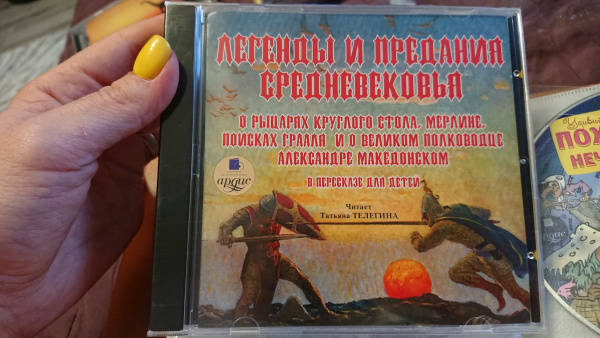 ЛЕГЕНДЫ И ПРЕДАНИЯ
СРЕДНЕВЕКОВЬЯ
О РЫЦАРЯХ КРУГЛОГО СТОЛА, МЕРЛИНЕ,
ПОИСКАХ ГРААЛЯ И О ВЕЛИКОМ ПОЛКОВОДЦЕ
АЛЕКСАНДРЕ МАКЕДОНСКОМ
В ПЕРЕСКАЗЕ ДЛЯ ДЕТЕЙ
ардис
Читает
Татьяна ТЕЛЕГИНА
ПОХ
НЕЧ